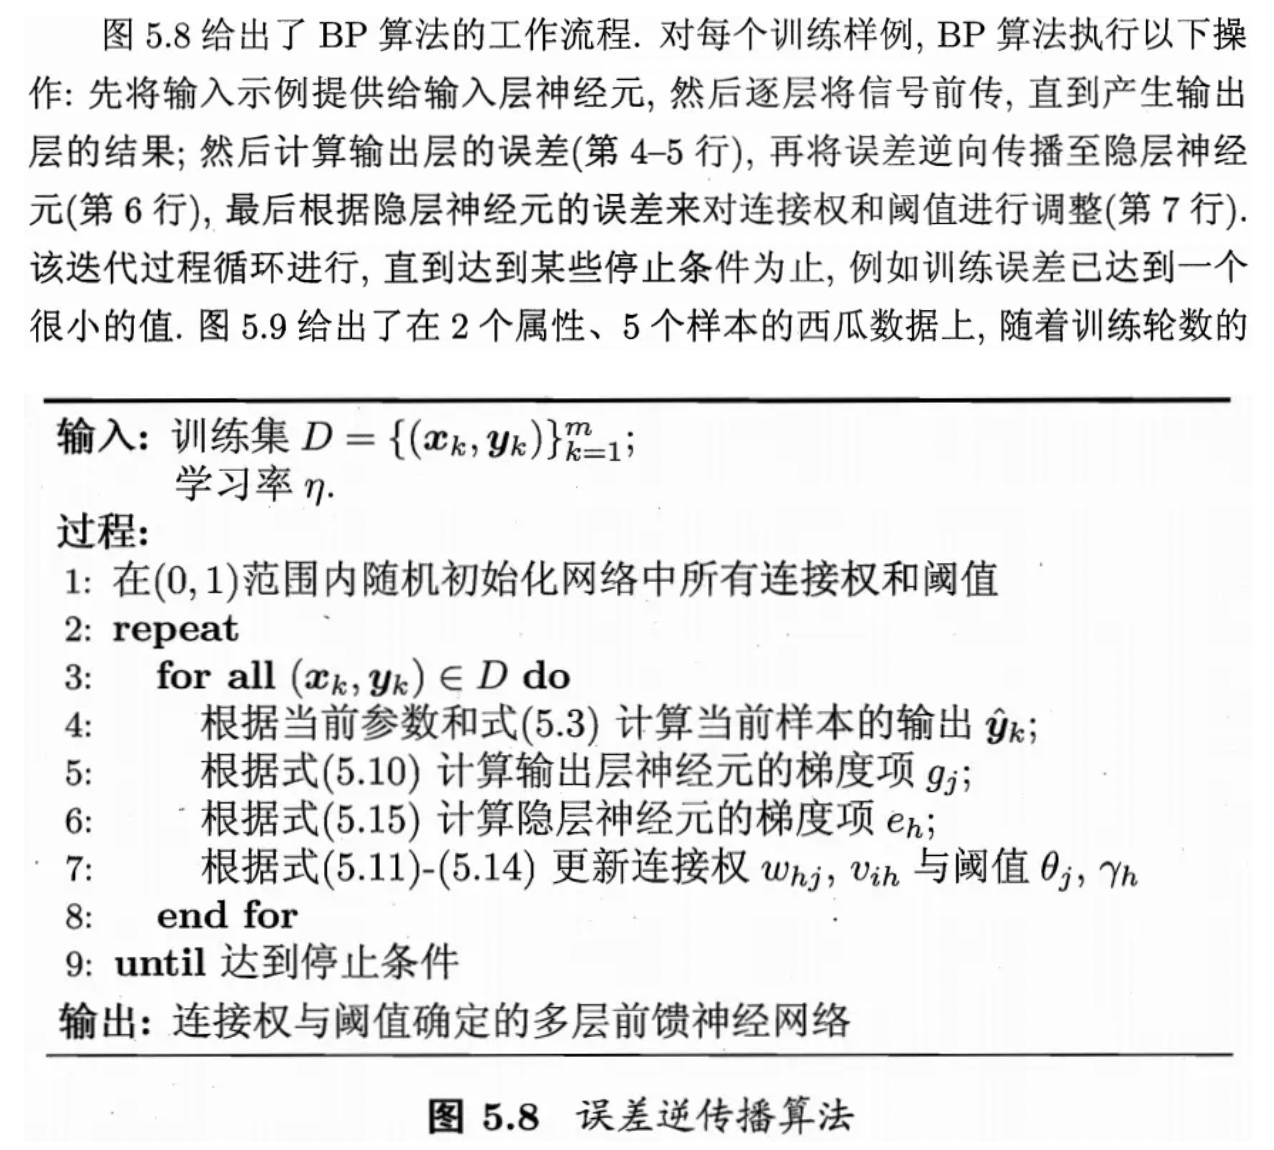 图 5.8 给出了 BP 算法的工作流程. 对每个训练样例, BP 算法执行以下操
作: 先将输入示例提供给输入层神经元, 然后逐层将信号前传, 直到产生输出
层的结果; 然后计算输出层的误差(第 4–5 行), 再将误差逆向传播至隐层神经
元(第 6 行), 最后根据隐层神经元的误差来对连接权和阈值进行调整(第 7 行).
该迭代过程循环进行, 直到达到某些停止条件为止, 例如训练误差已达到一个
很小的值. 图 5.9 给出了在 2 个属性、5 个样本的西瓜数据上, 随着训练轮数的
输入: 训练集 $D = \{(\boldsymbol{x}_k, \boldsymbol{y}_k)\}_{k=1}^{m}$;
学习率 $\eta$.
过程:
1: 在(0, 1)范围内随机初始化网络中所有连接权和阈值
2: repeat
3: for all $(\boldsymbol{x}_k, \boldsymbol{y}_k) \in D$ do
4: 根据当前参数和式(5.3) 计算当前样本的输出 $\hat{\boldsymbol{y}}_k$;
5: 根据式(5.10) 计算输出层神经元的梯度项 $g_j$;
6: 根据式(5.15) 计算隐层神经元的梯度项 $e_h$;
7: 根据式(5.11)-(5.14) 更新连接权 $w_{hj}$, $v_{ih}$ 与阈值 $\theta_j$, $\gamma_h$
8: end for
9: until 达到停止条件
输出: 连接权与阈值确定的多层前馈神经网络
图 5.8 误差逆传播算法